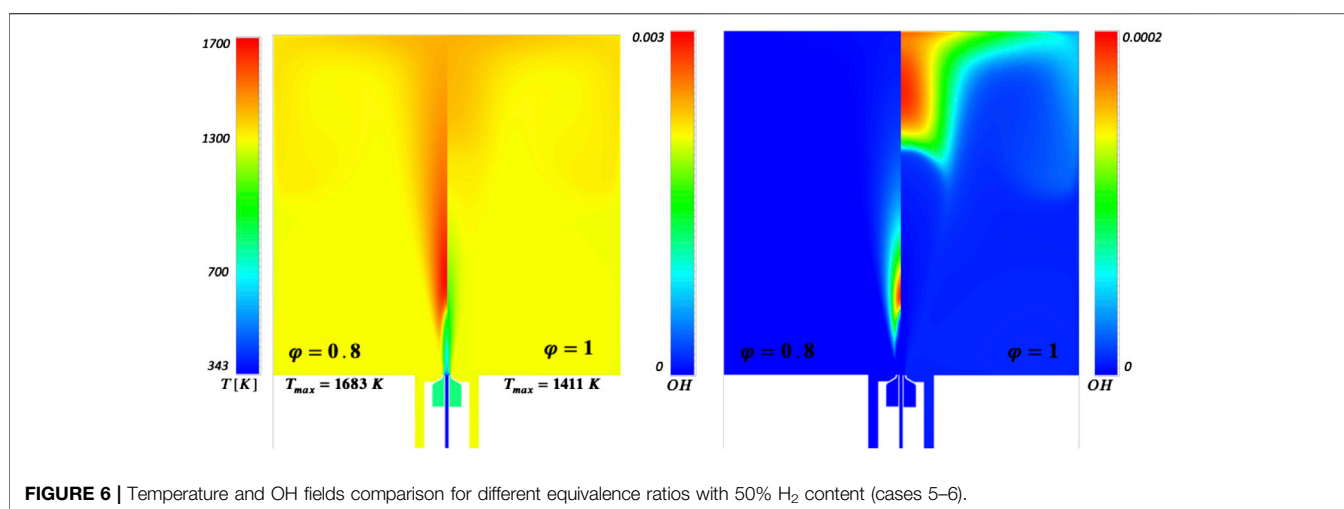 1700
1300
700
343
T [K]
φ = 0.8
φ = 1
T_max = 1683 K
T_max = 1411 K
0.003
0
OH
φ = 0.8
φ = 1
0.0002
0
OH
FIGURE 6 | Temperature and OH fields comparison for different equivalence ratios with 50% H₂ content (cases 5–6).